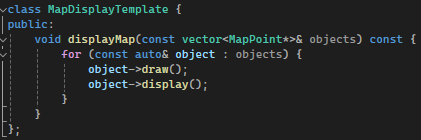 class MapDisplayTemplate {
public:
    void displayMap(const vector<MapPoint*>& objects) const {
        for (const auto& object : objects) {
            object->draw();
            object->display();
        }
    }
};